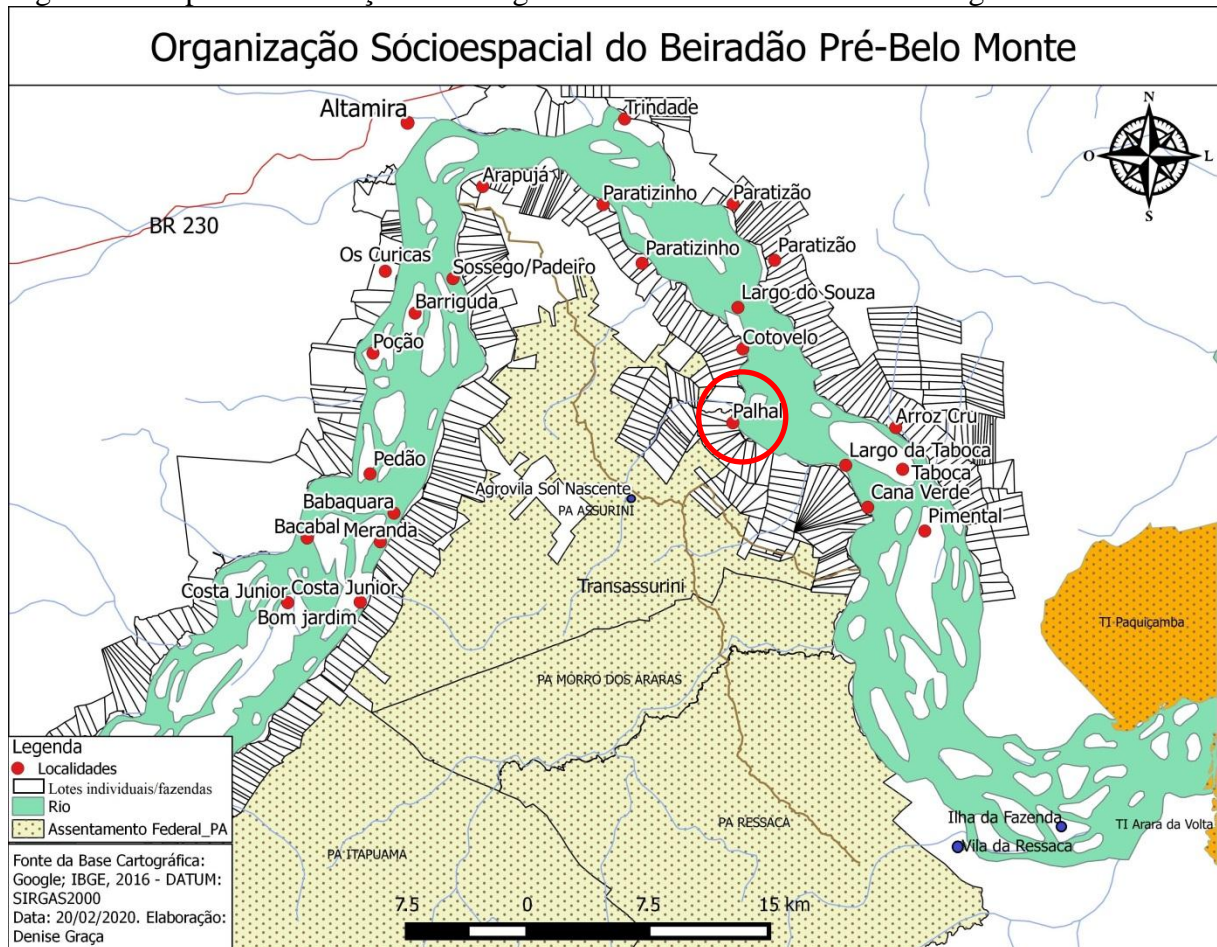 Organização Sócioespacial do Beiradão Pré-Belo Monte
Altamira
Trindade
N
O
L
S
Arapujá
Paratizinho
Paratizão
BR 230
Os Curicas
Sossego/Padeiro
Paratizinho
Paratizão
Barriguda
Largo do Souza
Poção
Cotovelo
Palhal
Arroz Cru
Largo da Taboca
Taboca
Pedão
Agrovila Sol Nascente
PA ASSURINI
Cana Verde
Babaquara
Pimental
Bacabal
Meranda
Costa Junior
Costa Junior
Bom jardim
Transassurini
TI Paquiçamba
PA MORRO DOS ARARAS
PA RESSACA
PA ITAPUAMA
Ilha da Fazenda
TI Arara da Volta
Vila da Ressaca
Legenda
Localidades
Lotes individuais/fazendas
Rio
Assentamento Federal_PA
Fonte da Base Cartográfica:
Google; IBGE, 2016 - DATUM:
SIRGAS2000
Data: 20/02/2020. Elaboração:
Denise Graça
7.5 0 7.5 15 km